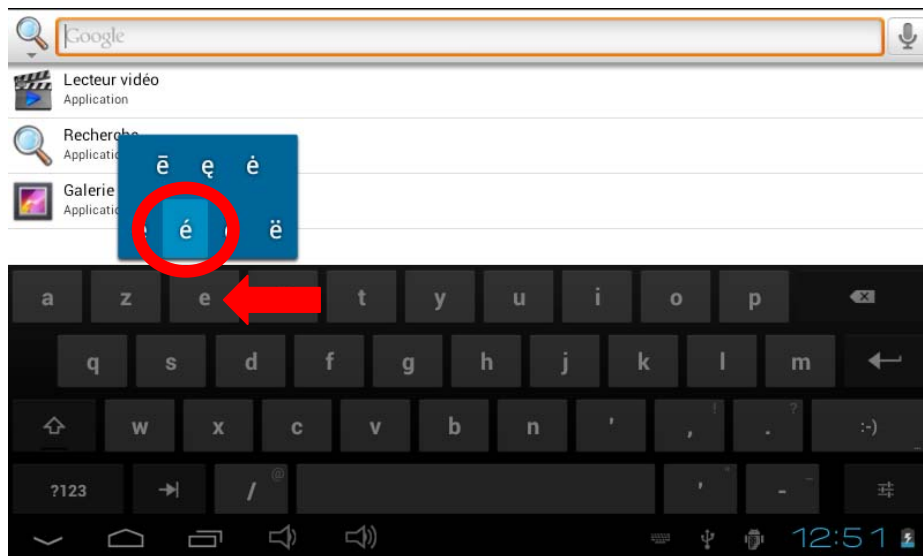 Google
Lecteur vidéo
Application
Recherche
Applicatio
Galerie
Applicatio
ē ę ė
é ë
a z e t y u i o p
q s d f g h j k l m
w x c v b n ' , ! . ? :-)
?123 / @ ' " - _
12:51